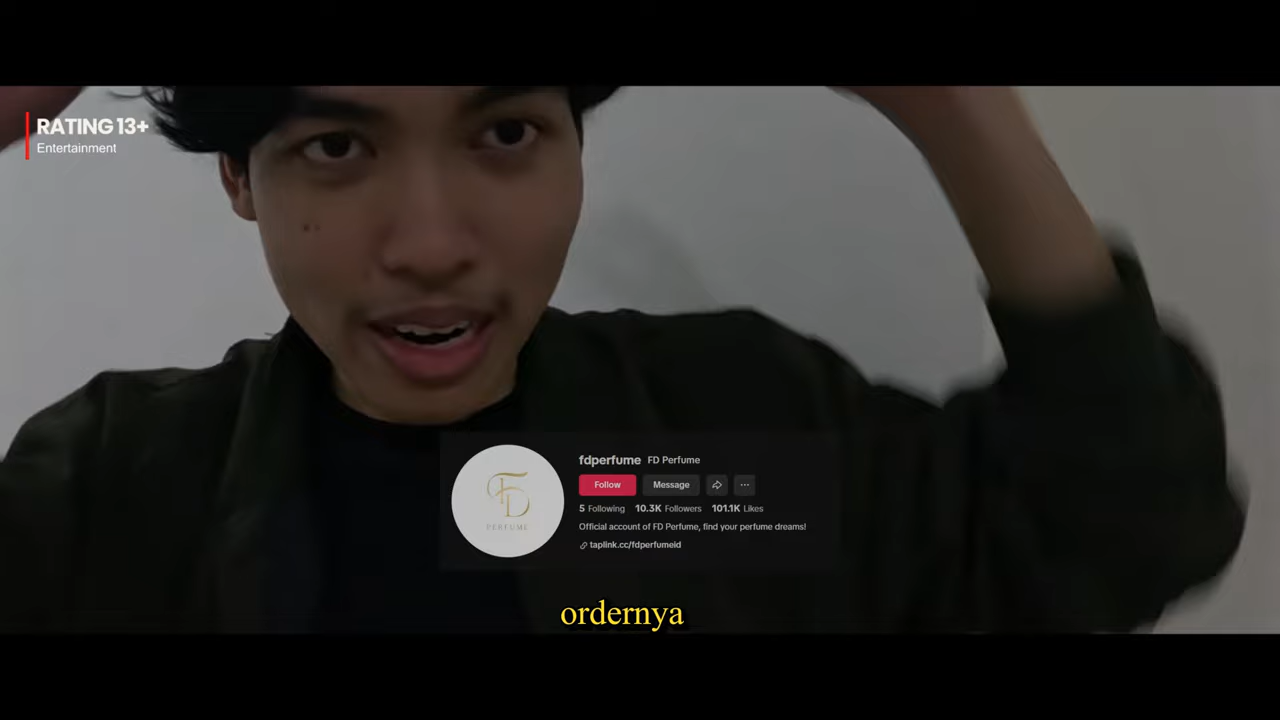 RATING 13+
Entertainment
fdperfume FD Perfume
Follow Message ...
5 Following 10.3K Followers 101.1K Likes
Official account of FD Perfume, find your perfume dreams!
taplink.cc/fdperfumeid
FD
PERFUME
ordernya